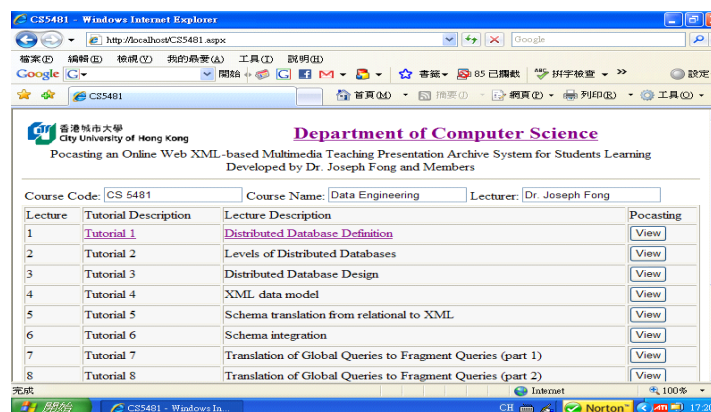 CS5481 - Windows Internet Explorer
http://localhost/CS5481.aspx
Google
檔案(F) 編輯(E) 檢視(V) 我的最愛(A) 工具(T) 說明(H)
Google G 開始 書籤 85 已攔截 拼字檢查 » 設定
CS5481 首頁(M) 摘要(J) 網頁(P) 列印(R) 工具(O)
香港城市大學
City University of Hong Kong
Department of Computer Science
Pocasting an Online Web XML-based Multimedia Teaching Presentation Archive System for Students Learning
Developed by Dr. Joseph Fong and Members
Course Code: CS 5481 Course Name: Data Engineering Lecturer: Dr. Joseph Fong
Lecture Tutorial Description Lecture Description Pocasting
1 Tutorial 1 Distributed Database Definition View
2 Tutorial 2 Levels of Distributed Databases View
3 Tutorial 3 Distributed Database Design View
4 Tutorial 4 XML data model View
5 Tutorial 5 Schema translation from relational to XML View
6 Tutorial 6 Schema integration View
7 Tutorial 7 Translation of Global Queries to Fragment Queries (part 1) View
8 Tutorial 8 Translation of Global Queries to Fragment Queries (part 2) View
完成 Internet 100%
開始 CS5481 - Windows In... CH Norton™ ATI 17:20